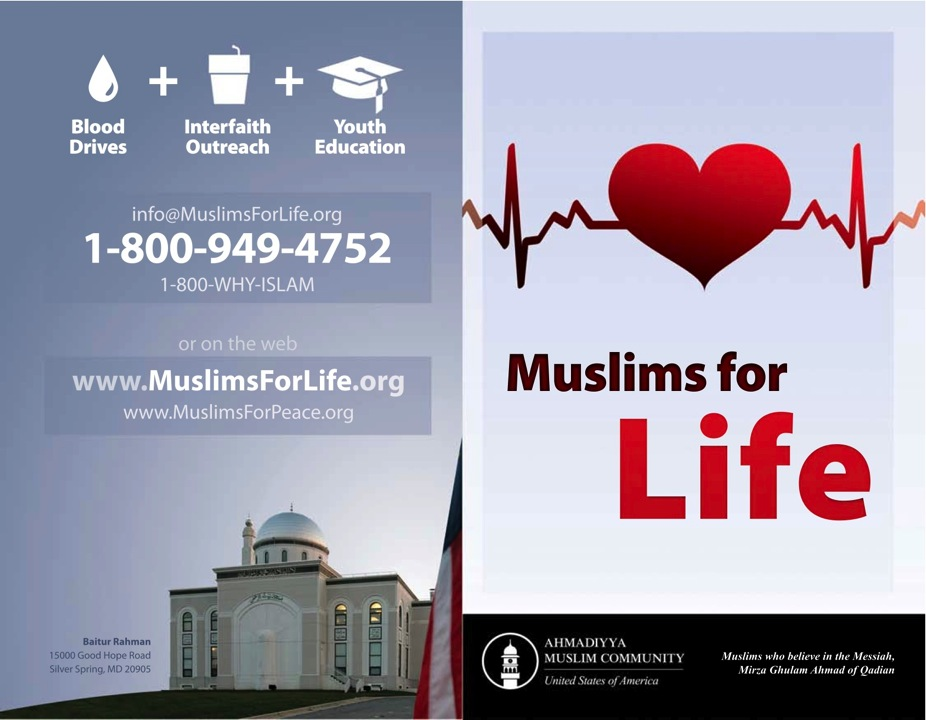 Blood
Drives
Interfaith
Outreach
Youth
Education
info@MuslimsForLife.org
1-800-949-4752
1-800-WHY-ISLAM
or on the web
www.MuslimsForLife.org
www.MuslimsForPeace.org
Baitur Rahman
15000 Good Hope Road
Silver Spring, MD 20905
Muslims for
Life
AHMADIYYA
MUSLIM COMMUNITY
United States of America
Muslims who believe in the Messiah,
Mirza Ghulam Ahmad of Qadian